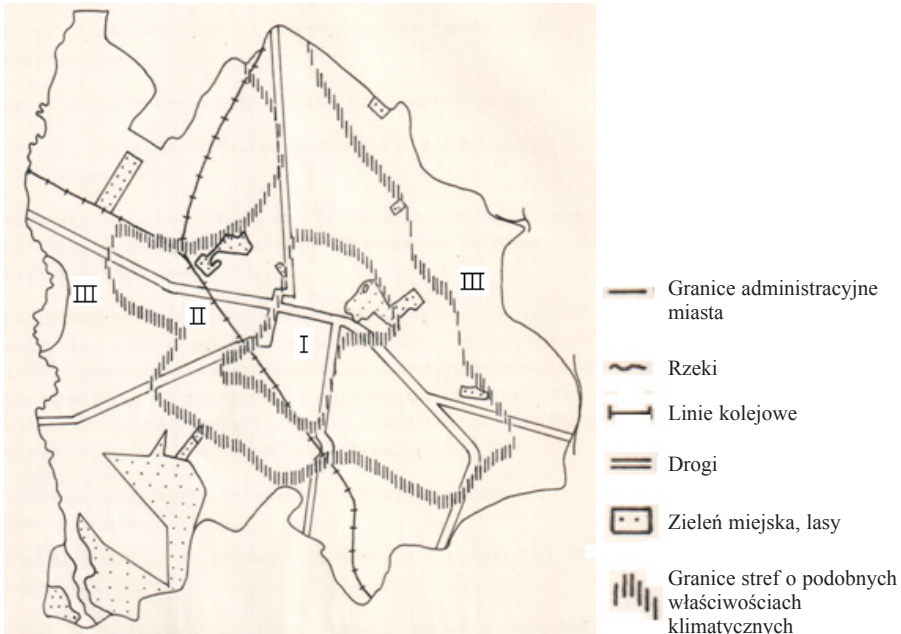 III
II
I
III
Granice administracyjne
miasta
Rzeki
Linie kolejowe
Drogi
Zieleń miejska, lasy
Granice stref o podobnych
właściwościach
klimatycznych